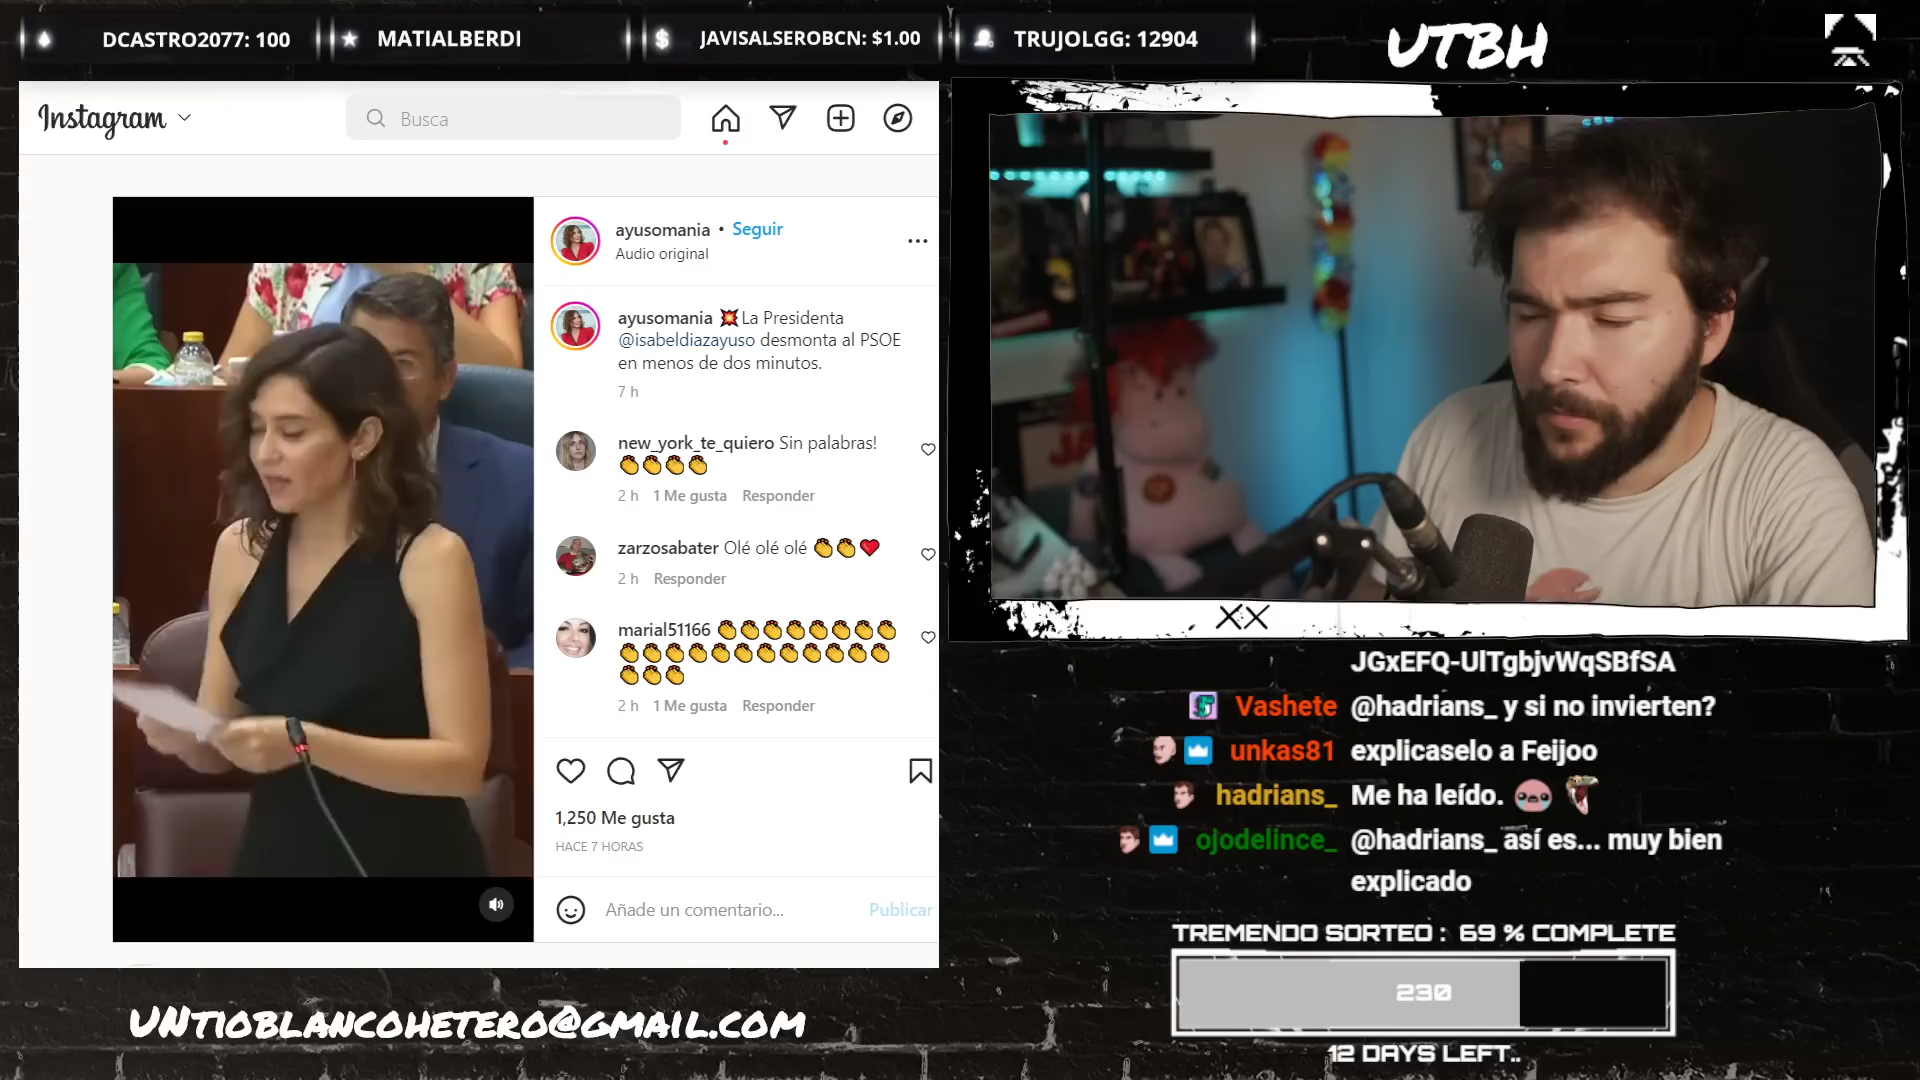 DCASTRO2077: 100
MATIALBERDI
JAVISALSEROBCN: $1.00
TRUJOLGG: 12904
UTBH
Instagram
Busca
ayusomania • Seguir
Audio original
ayusomania 💥La Presidenta
@isabeldiazayuso desmonta al PSOE
en menos de dos minutos.
7 h
new_york_te_quiero Sin palabras!
👏👏👏👏
2 h 1 Me gusta Responder
zarzosabater Olé olé olé 👏👏❤️
2 h Responder
marial51166 👏👏👏👏👏👏👏👏
👏👏👏👏👏👏👏👏👏👏👏👏
👏👏👏
2 h 1 Me gusta Responder
1,250 Me gusta
HACE 7 HORAS
Añade un comentario...
Publicar
XX
JGxEFQ-UlTgbjvWqSBfSA
Vashete @hadrians_ y si no invierten?
unkas81 explicaselo a Feijoo
hadrians_ Me ha leído.
ojodelince_ @hadrians_ así es... muy bien
explicado
TREMENDO SORTEO : 69 % COMPLETE
230
12 DAYS LEFT..
UNTIOBLANCOHETERO@GMAIL.COM